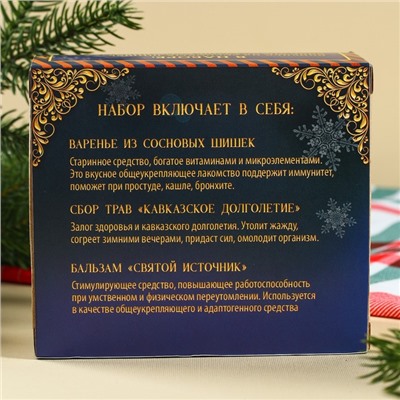 НАБОР ВКЛЮЧАЕТ В СЕБЯ:
ВАРЕНЬЕ ИЗ СОСНОВЫХ ШИШЕК
Старинное средство, богатое витаминами и микроэлементами.
Это вкусное общеукрепляющее лакомство поддержит иммунитет,
поможет при простуде, кашле, бронхите.
СБОР ТРАВ «КАВКАЗСКОЕ ДОЛГОЛЕТИЕ»
Залог здоровья и кавказского долголетия. Утолит жажду,
согреет зимними вечерами, придаст сил, омолодит организм.
БАЛЬЗАМ «СВЯТОЙ ИСТОЧНИК»
Стимулирующее средство, повышающее работоспособность
при умственном и физическом переутомлении. Используется
в качестве общеукрепляющего и адаптогенного средства